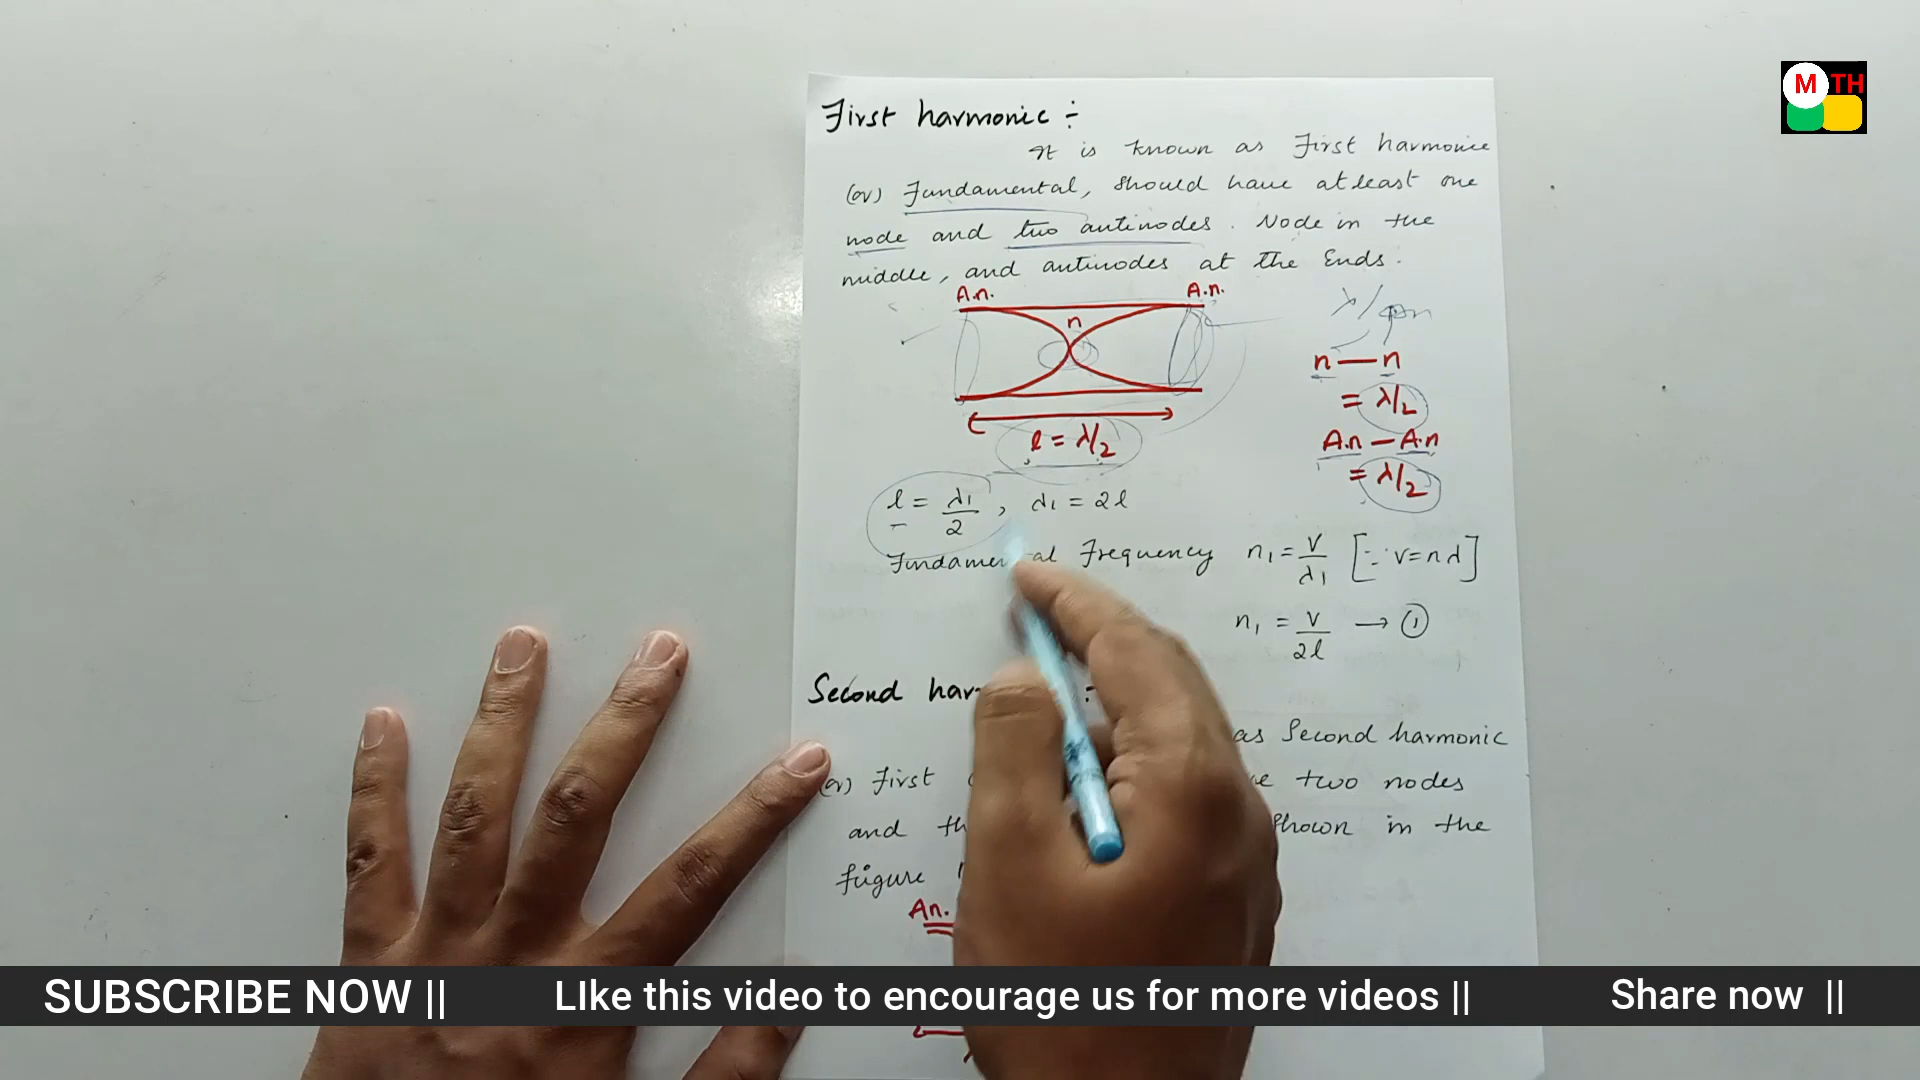 First harmonic :-
It is known as First harmonic
(or) Fundamental, should have atleast one
node and two antinodes. Node in the
middle, and antinodes at the Ends.
A.n. A.n.
n
l = λ/2
n — n
= λ/2
A.n — A.n
= λ/2
l = λ1/2 , λ1 = 2l
Fundamental Frequency n1 = V/λ1 [∵ v = nλ]
n1 = V/2l → ①
Second :-
as Second harmonic
(or) First two nodes
and shown in the
figure
An.
M TH
SUBSCRIBE NOW || LIke this video to encourage us for more videos || Share now ||